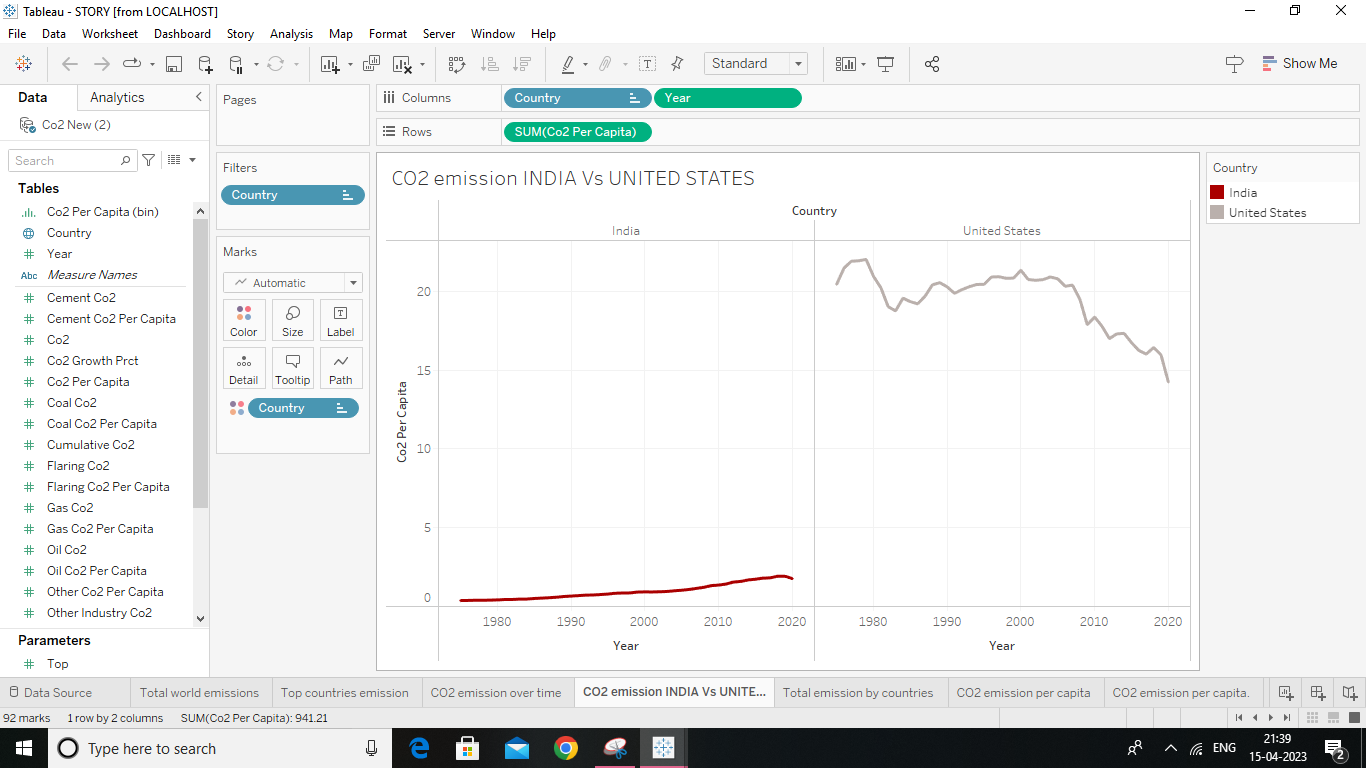 Tableau - STORY [from LOCALHOST]
File Data Worksheet Dashboard Story Analysis Map Format Server Window Help
Standard
Show Me
Data Analytics
Co2 New (2)
Search
Tables
Co2 Per Capita (bin)
Country
Year
Abc Measure Names
Cement Co2
Cement Co2 Per Capita
Co2
Co2 Growth Prct
Co2 Per Capita
Coal Co2
Coal Co2 Per Capita
Cumulative Co2
Flaring Co2
Flaring Co2 Per Capita
Gas Co2
Gas Co2 Per Capita
Oil Co2
Oil Co2 Per Capita
Other Co2 Per Capita
Other Industry Co2
Parameters
Top
Pages
Filters
Country
Marks
Automatic
Color Size Label
Detail Tooltip Path
Country
Columns Country Year
Rows SUM(Co2 Per Capita)
CO2 emission INDIA Vs UNITED STATES
Country
India United States
20
15
10
5
0
Co2 Per Capita
1980 1990 2000 2010 2020 1980 1990 2000 2010 2020
Year Year
Country
India
United States
Data Source Total world emissions Top countries emission CO2 emission over time CO2 emission INDIA Vs UNITE... Total emission by countries CO2 emission per capita CO2 emission per capita.
92 marks 1 row by 2 columns SUM(Co2 Per Capita): 941.21
Type here to search
ENG
21:39
15-04-2023
2